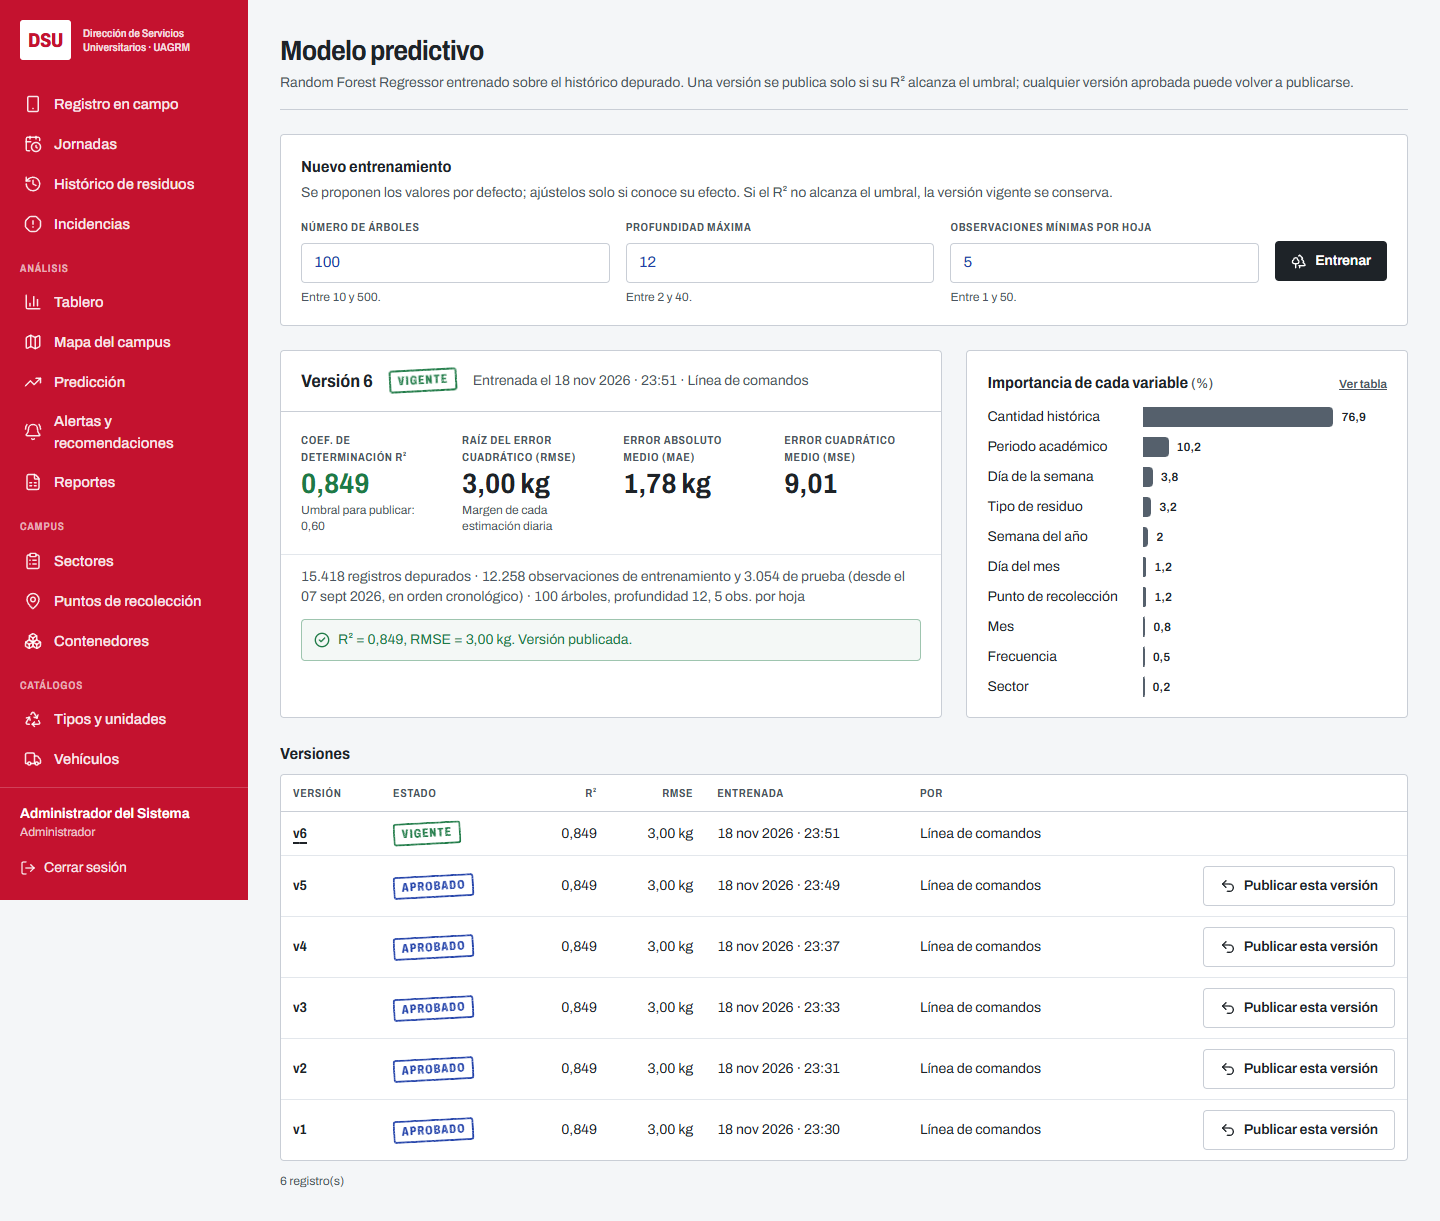 DSU
Dirección de Servicios
Universitarios · UAGRM
Registro en campo
Jornadas
Histórico de residuos
Incidencias
ANÁLISIS
Tablero
Mapa del campus
Predicción
Alertas y
recomendaciones
Reportes
CAMPUS
Sectores
Puntos de recolección
Contenedores
CATÁLOGOS
Tipos y unidades
Vehículos
Administrador del Sistema
Administrador
Cerrar sesión
Modelo predictivo
Random Forest Regressor entrenado sobre el histórico depurado. Una versión se publica solo si su R² alcanza el umbral; cualquier versión aprobada puede volver a publicarse.
Nuevo entrenamiento
Se proponen los valores por defecto; ajústelos solo si conoce su efecto. Si el R² no alcanza el umbral, la versión vigente se conserva.
NÚMERO DE ÁRBOLES PROFUNDIDAD MÁXIMA OBSERVACIONES MÍNIMAS POR HOJA
100 12 5 Entrenar
Entre 10 y 500. Entre 2 y 40. Entre 1 y 50.
Versión 6 VIGENTE Entrenada el 18 nov 2026 · 23:51 · Línea de comandos
COEF. DE
DETERMINACIÓN R²
0,849
Umbral para publicar:
0,60
RAÍZ DEL ERROR
CUADRÁTICO (RMSE)
3,00 kg
Margen de cada
estimación diaria
ERROR ABSOLUTO
MEDIO (MAE)
1,78 kg
ERROR CUADRÁTICO
MEDIO (MSE)
9,01
15.418 registros depurados · 12.258 observaciones de entrenamiento y 3.054 de prueba (desde el
07 sept 2026, en orden cronológico) · 100 árboles, profundidad 12, 5 obs. por hoja
R² = 0,849, RMSE = 3,00 kg. Versión publicada.
Importancia de cada variable (%) Ver tabla
Cantidad histórica 76,9
Periodo académico 10,2
Día de la semana 3,8
Tipo de residuo 3,2
Semana del año 2
Día del mes 1,2
Punto de recolección 1,2
Mes 0,8
Frecuencia 0,5
Sector 0,2
Versiones
VERSIÓN ESTADO R² RMSE ENTRENADA POR
v6 VIGENTE 0,849 3,00 kg 18 nov 2026 · 23:51 Línea de comandos
v5 APROBADO 0,849 3,00 kg 18 nov 2026 · 23:49 Línea de comandos Publicar esta versión
v4 APROBADO 0,849 3,00 kg 18 nov 2026 · 23:37 Línea de comandos Publicar esta versión
v3 APROBADO 0,849 3,00 kg 18 nov 2026 · 23:33 Línea de comandos Publicar esta versión
v2 APROBADO 0,849 3,00 kg 18 nov 2026 · 23:31 Línea de comandos Publicar esta versión
v1 APROBADO 0,849 3,00 kg 18 nov 2026 · 23:30 Línea de comandos Publicar esta versión
6 registro(s)